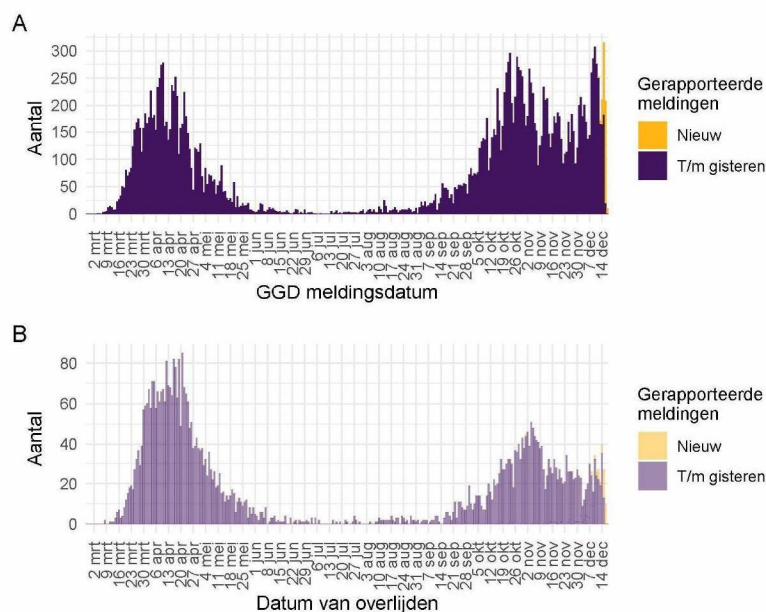 A
300
250
200
150
100
50
0
Aantal
2 mrt
9 mrt
16 mrt
23 mrt
30 mrt
6 apr
13 apr
20 apr
27 apr
4 mei
11 mei
18 mei
25 mei
1 jun
8 jun
15 jun
22 jun
29 jun
6 jul
13 jul
20 jul
27 jul
3 aug
10 aug
17 aug
24 aug
31 aug
7 sep
14 sep
21 sep
28 sep
5 okt
12 okt
19 okt
26 okt
2 nov
9 nov
16 nov
23 nov
30 nov
7 dec
14 dec
GGD meldingsdatum
Gerapporteerde
meldingen
Nieuw
T/m gisteren
B
80
60
40
20
0
Aantal
2 mrt
9 mrt
16 mrt
23 mrt
30 mrt
6 apr
13 apr
20 apr
27 apr
4 mei
11 mei
18 mei
25 mei
1 jun
8 jun
15 jun
22 jun
29 jun
6 jul
13 jul
20 jul
27 jul
3 aug
10 aug
17 aug
24 aug
31 aug
7 sep
14 sep
21 sep
28 sep
5 okt
12 okt
19 okt
26 okt
2 nov
9 nov
16 nov
23 nov
30 nov
7 dec
14 dec
Datum van overlijden
Gerapporteerde
meldingen
Nieuw
T/m gisteren